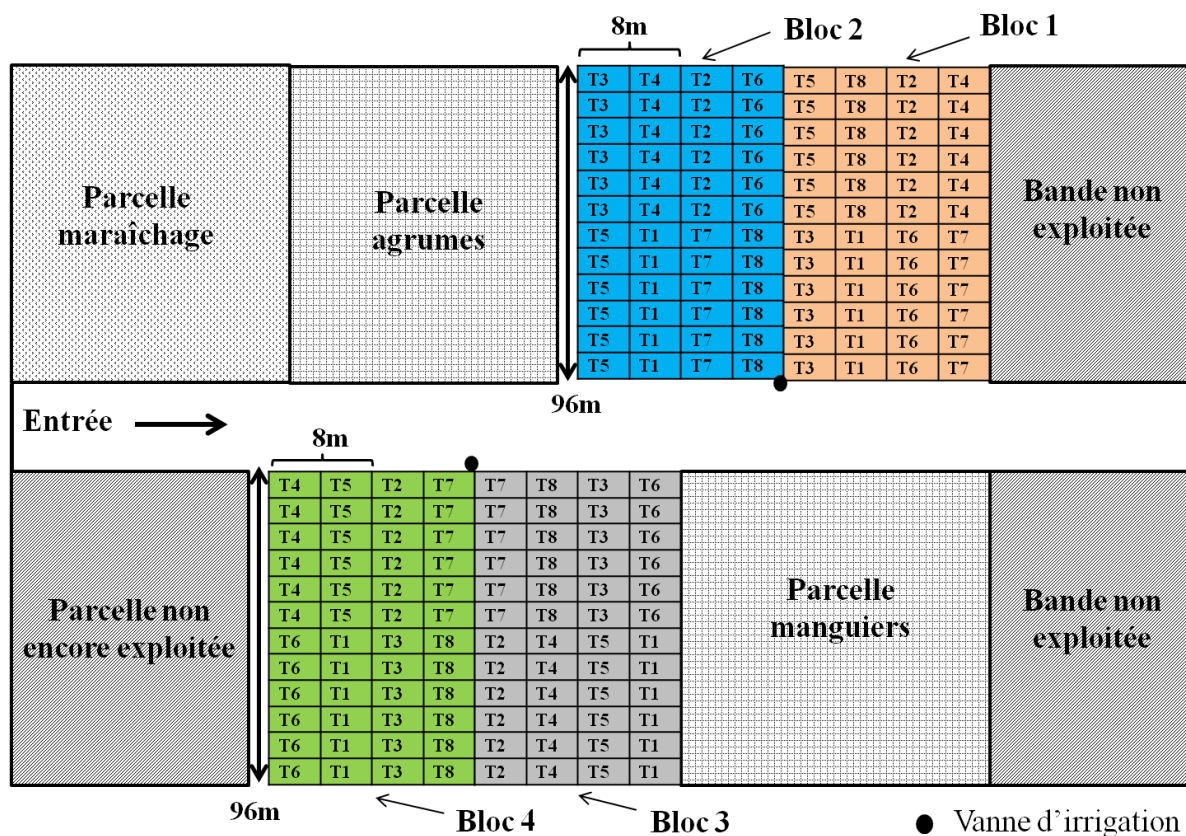 8m
Bloc 2
Bloc 1
T3 T4 T2 T6 T5 T8 T2 T4
T3 T4 T2 T6 T5 T8 T2 T4
T3 T4 T2 T6 T5 T8 T2 T4
T3 T4 T2 T6 T5 T8 T2 T4
T3 T4 T2 T6 T5 T8 T2 T4
T3 T4 T2 T6 T5 T8 T2 T4
T5 T1 T7 T8 T3 T1 T6 T7
T5 T1 T7 T8 T3 T1 T6 T7
T5 T1 T7 T8 T3 T1 T6 T7
T5 T1 T7 T8 T3 T1 T6 T7
T5 T1 T7 T8 T3 T1 T6 T7
T5 T1 T7 T8 T3 T1 T6 T7
Parcelle
maraîchage
Parcelle
agrumes
Bande non
exploitée
96m
Entrée
8m
T4 T5 T2 T7 T7 T8 T3 T6
T4 T5 T2 T7 T7 T8 T3 T6
T4 T5 T2 T7 T7 T8 T3 T6
T4 T5 T2 T7 T7 T8 T3 T6
T4 T5 T2 T7 T7 T8 T3 T6
T4 T5 T2 T7 T7 T8 T3 T6
T6 T1 T3 T8 T2 T4 T5 T1
T6 T1 T3 T8 T2 T4 T5 T1
T6 T1 T3 T8 T2 T4 T5 T1
T6 T1 T3 T8 T2 T4 T5 T1
T6 T1 T3 T8 T2 T4 T5 T1
T6 T1 T3 T8 T2 T4 T5 T1
Parcelle non
encore exploitée
Parcelle
manguiers
Bande non
exploitée
96m
Bloc 4
Bloc 3
Vanne d'irrigation